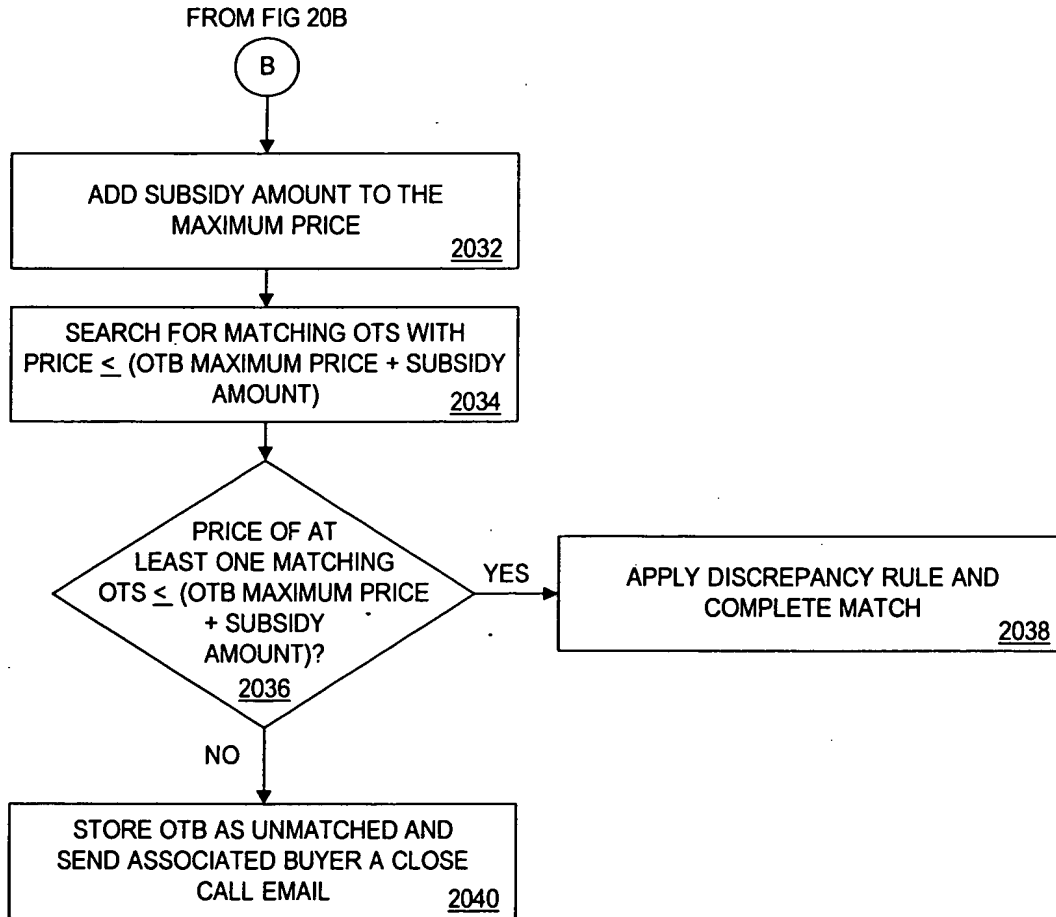 FROM FIG 20B
B
ADD SUBSIDY AMOUNT TO THE
MAXIMUM PRICE
2032
SEARCH FOR MATCHING OTS WITH
PRICE ≤ (OTB MAXIMUM PRICE + SUBSIDY
AMOUNT)
2034
PRICE OF AT
LEAST ONE MATCHING
OTS ≤ (OTB MAXIMUM PRICE
+ SUBSIDY
AMOUNT)?
2036
YES
APPLY DISCREPANCY RULE AND
COMPLETE MATCH
2038
NO
STORE OTB AS UNMATCHED AND
SEND ASSOCIATED BUYER A CLOSE
CALL EMAIL
2040